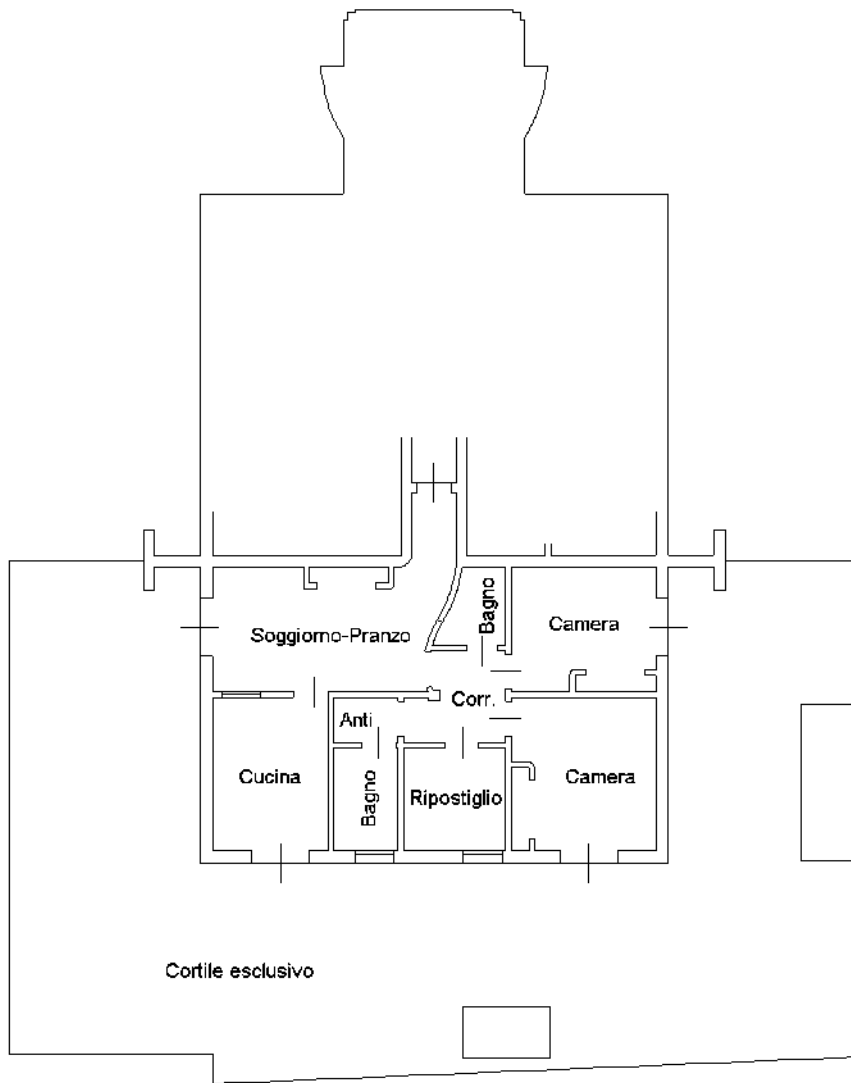 Bagno
Camera
Soggiorno-Pranzo
Corr.
Anti
Cucina
Bagno
Ripostiglio
Camera
Cortile esclusivo